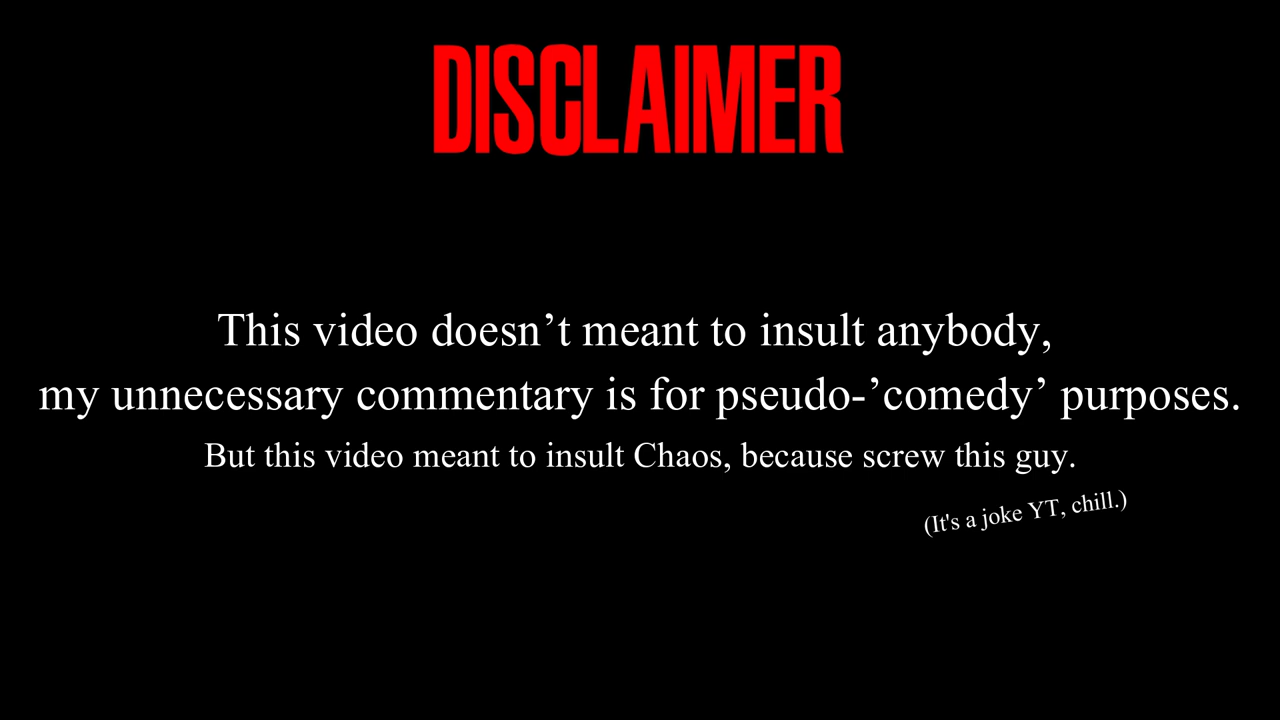 DISCLAIMER
This video doesn’t meant to insult anybody,
my unnecessary commentary is for pseudo-’comedy’ purposes.
But this video meant to insult Chaos, because screw this guy.
(It's a joke YT, chill.)